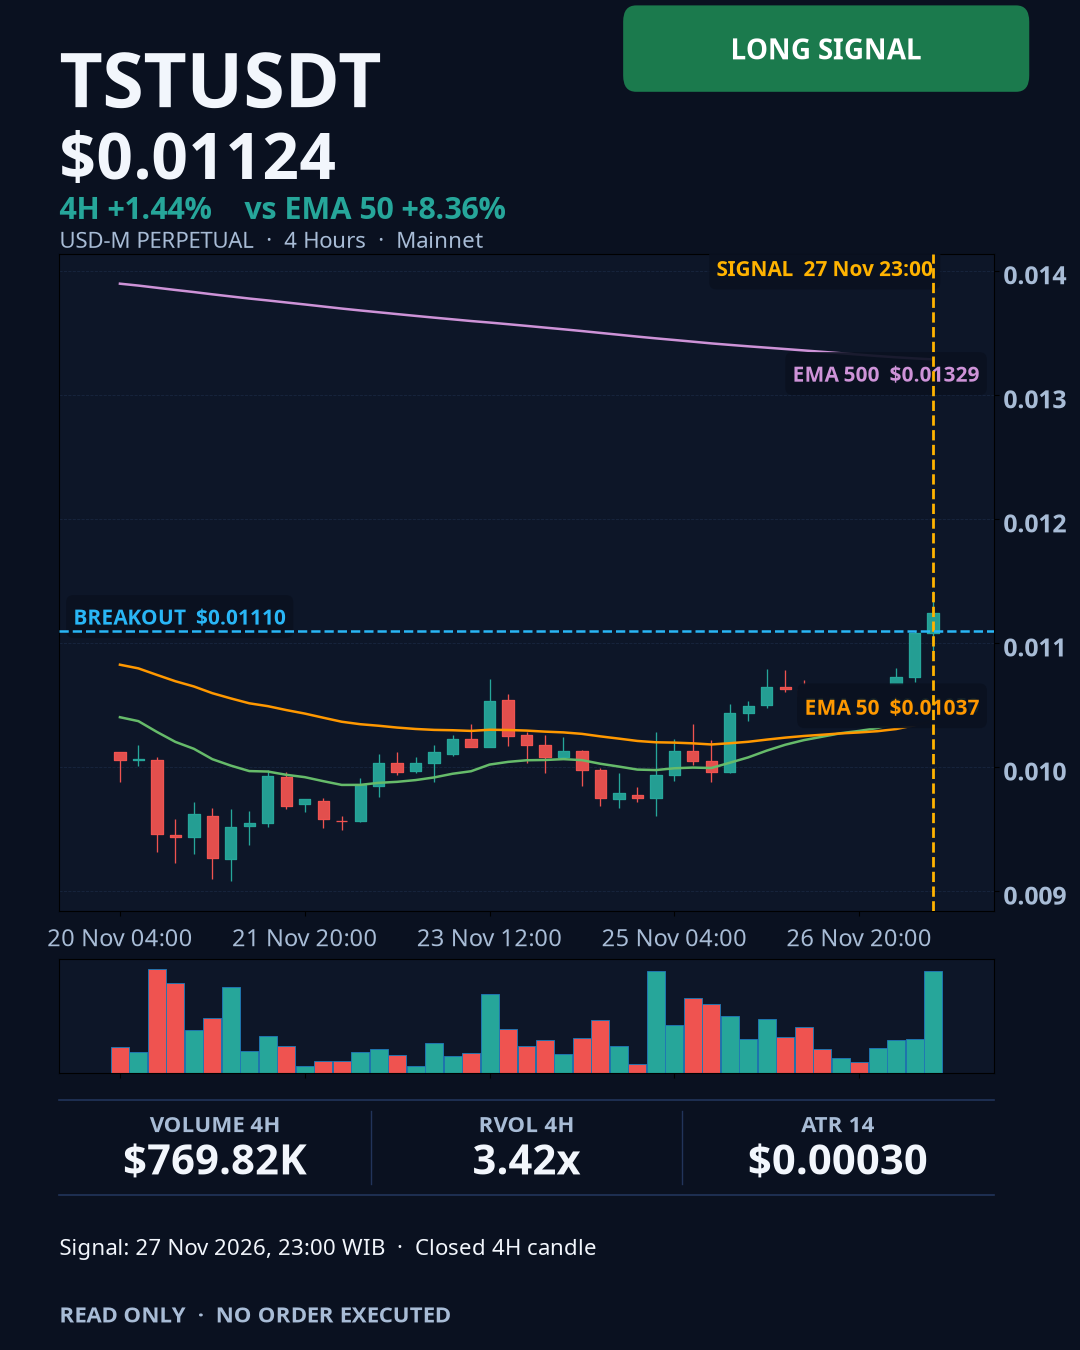 LONG SIGNAL
TSTUSDT
$0.01124
4H +1.44% vs EMA 50 +8.36%
USD-M PERPETUAL · 4 Hours · Mainnet
SIGNAL 27 Nov 23:00
0.014
EMA 500 $0.01329
0.013
0.012
BREAKOUT $0.01110
0.011
EMA 50 $0.01037
0.010
0.009
20 Nov 04:00 21 Nov 20:00 23 Nov 12:00 25 Nov 04:00 26 Nov 20:00
VOLUME 4H RVOL 4H ATR 14
$769.82K 3.42x $0.00030
Signal: 27 Nov 2026, 23:00 WIB · Closed 4H candle
READ ONLY · NO ORDER EXECUTED